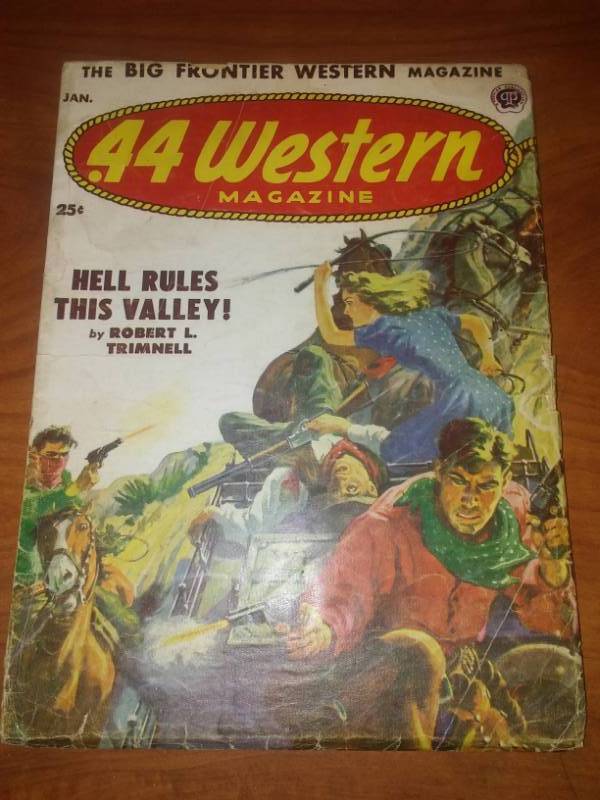 THE BIG FRONTIER WESTERN MAGAZINE
JAN.
.44 Western
MAGAZINE
25¢
HELL RULES
THIS VALLEY!
by ROBERT L.
TRIMNELL